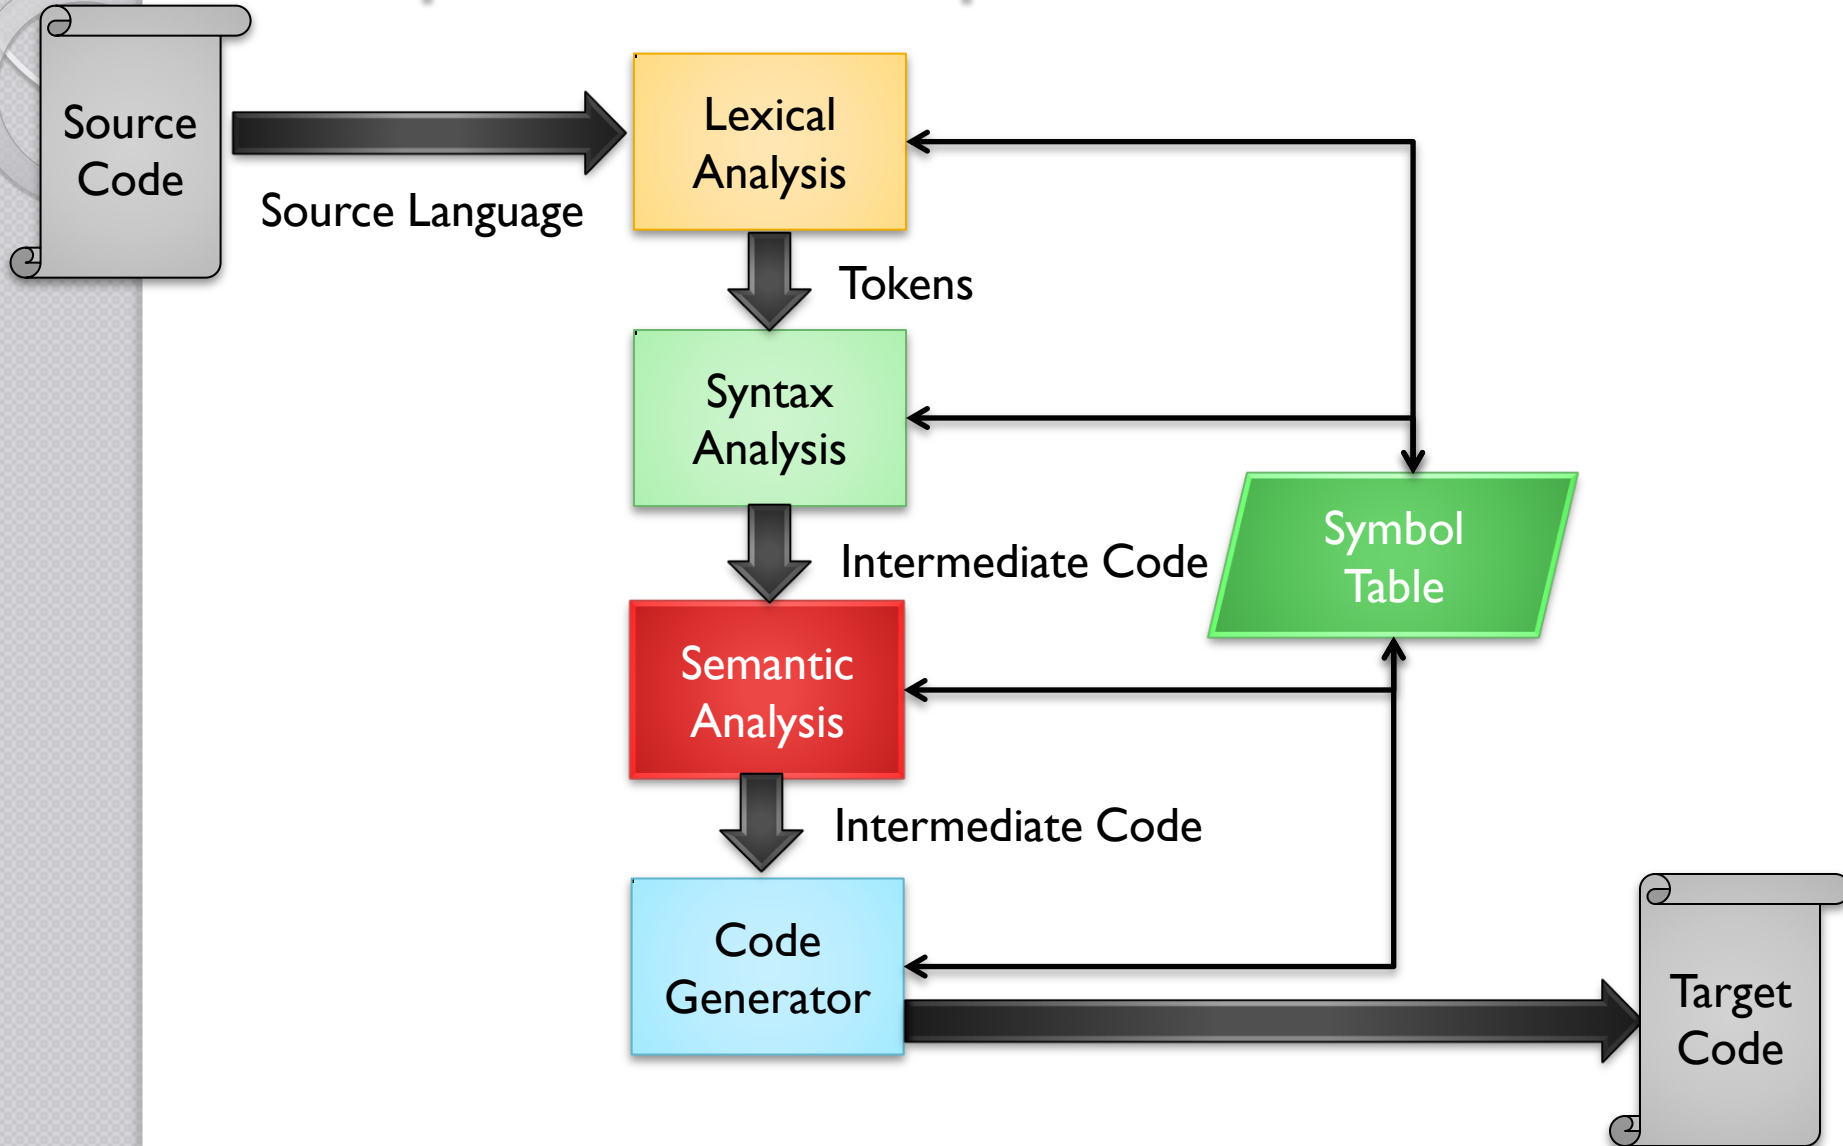 Source
Code
Source Language
Lexical
Analysis
Tokens
Syntax
Analysis
Intermediate Code
Symbol
Table
Semantic
Analysis
Intermediate Code
Code
Generator
Target
Code